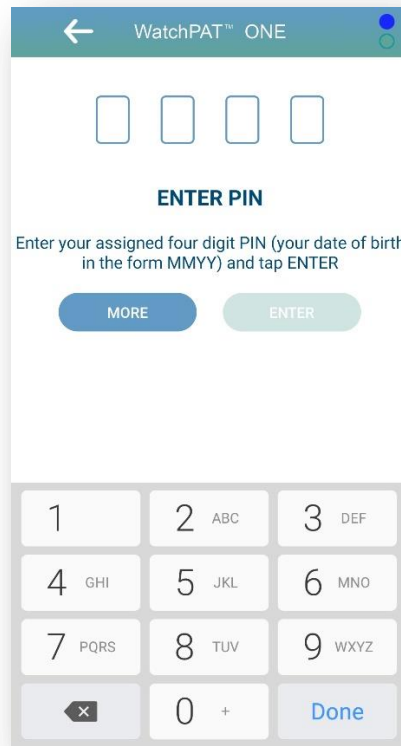 WatchPAT™ ONE
ENTER PIN
Enter your assigned four digit PIN (your date of birth
in the form MMYY) and tap ENTER
MORE ENTER
1 2 ABC 3 DEF
4 GHI 5 JKL 6 MNO
7 PQRS 8 TUV 9 WXYZ
0 + Done